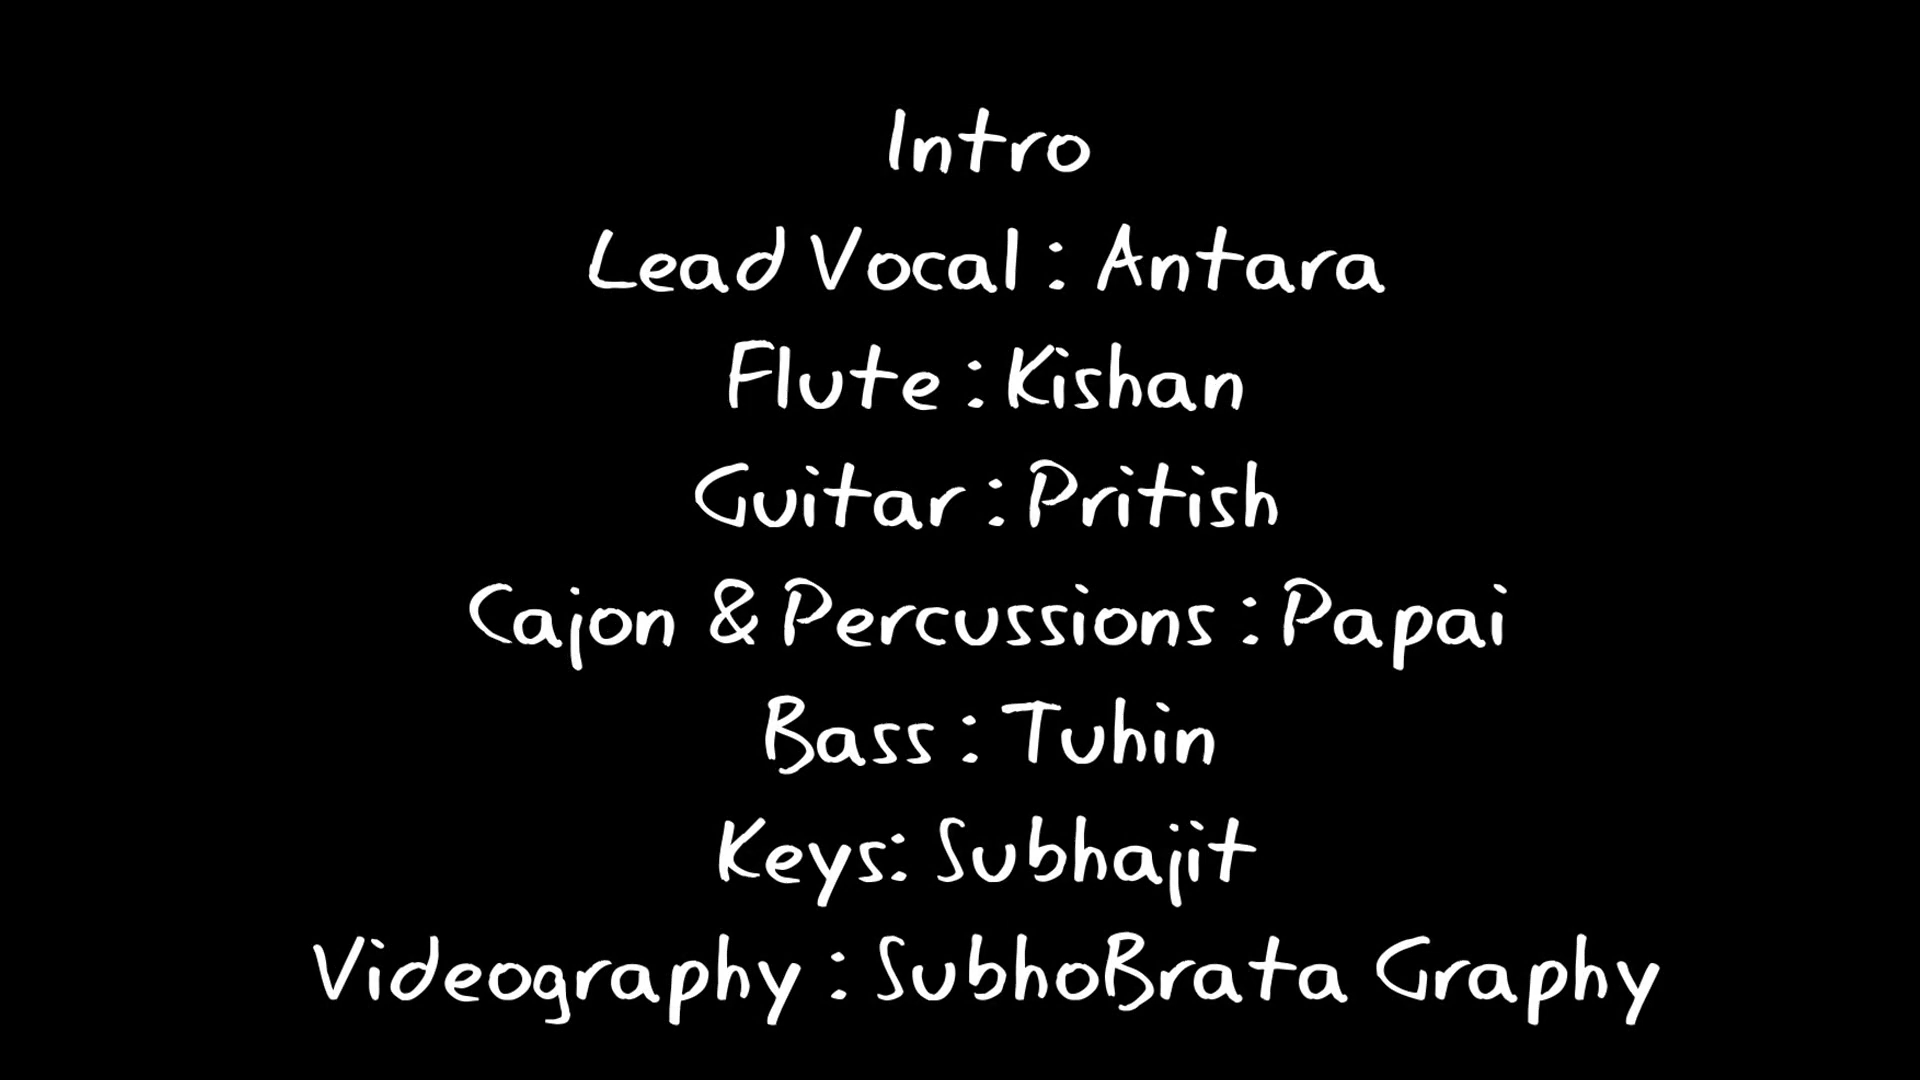 Intro
Lead Vocal : Antara
Flute : Kishan
Guitar : Pritish
Cajon & Percussions : Papai
Bass : Tuhin
Keys: Subhajit
Videography : SubhoBrata Graphy